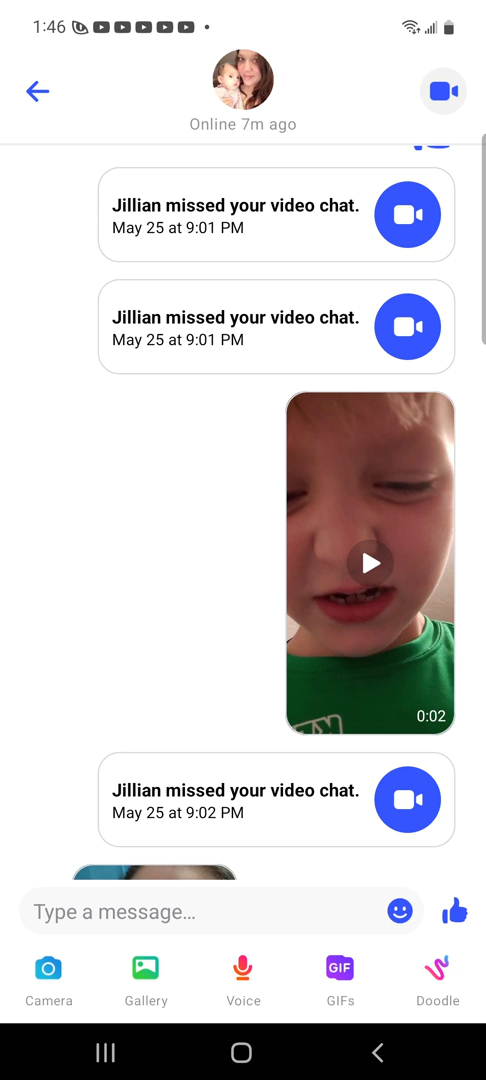 1:46
Online 7m ago
Jillian missed your video chat.
May 25 at 9:01 PM
Jillian missed your video chat.
May 25 at 9:01 PM
0:02
Jillian missed your video chat.
May 25 at 9:02 PM
Type a message...
GIF
Camera
Gallery
Voice
GIFs
Doodle